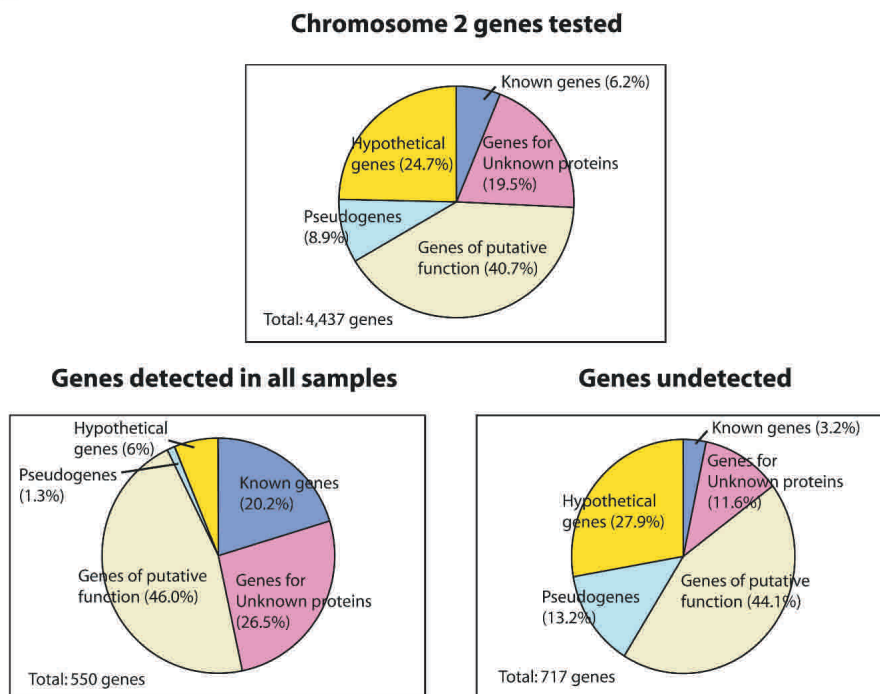 Chromosome 2 genes tested
Known genes (6.2%)
Hypothetical
genes (24.7%)
Genes for
Unknown proteins
(19.5%)
Pseudogenes
(8.9%)
Genes of putative
function (40.7%)
Total: 4,437 genes
Genes detected in all samples
Hypothetical
genes (6%)
Pseudogenes
(1.3%)
Known genes
(20.2%)
Genes of putative
function (46.0%)
Genes for
Unknown proteins
(26.5%)
Total: 550 genes
Genes undetected
Known genes (3.2%)
Genes for
Unknown proteins
(11.6%)
Hypothetical
genes (27.9%)
Pseudogenes
(13.2%)
Genes of putative
function (44.1%)
Total: 717 genes